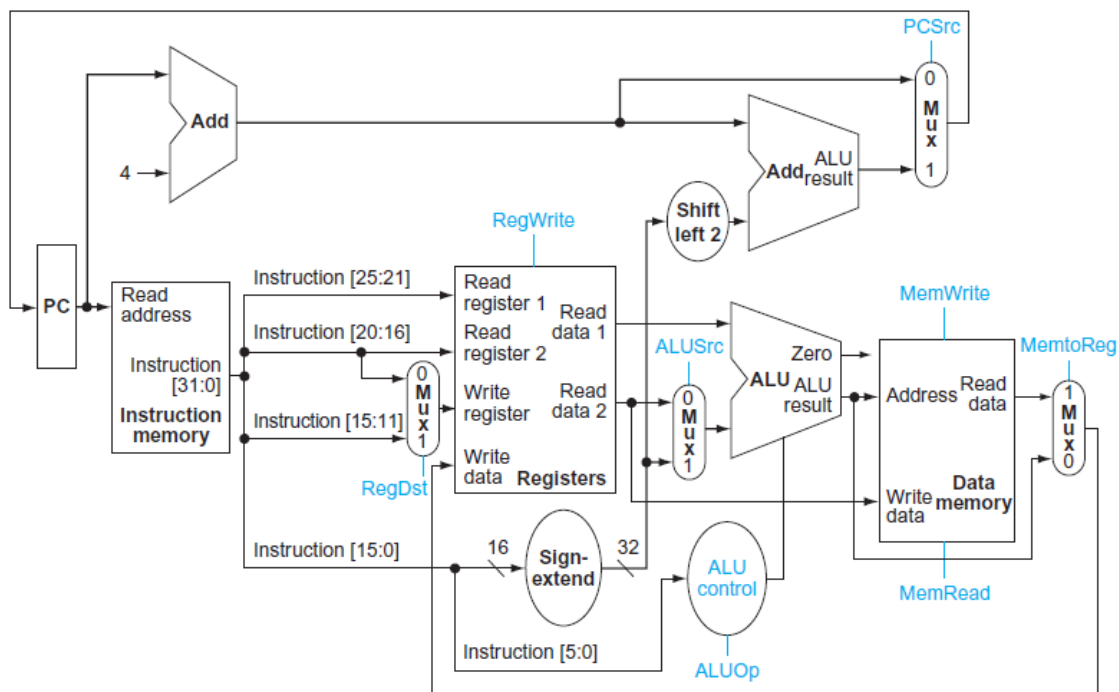 PCSrc
Add
4
0
M
u
x
1
Add
ALU
result
Shift
left 2
RegWrite
PC
Read
address
Instruction
[31:0]
Instruction
memory
Instruction [25:21]
Instruction [20:16]
Instruction [15:11]
0
M
u
x
1
RegDst
Read
register 1
Read
register 2
Write
register
Write
data
Read
data 1
Read
data 2
Registers
ALUSrc
0
M
u
x
1
Zero
ALU
ALU
result
MemWrite
Address
Read
data
Write
data
Data
memory
MemRead
MemtoReg
1
M
u
x
0
Instruction [15:0]
16
Sign-
extend
32
ALU
control
ALUOp
Instruction [5:0]